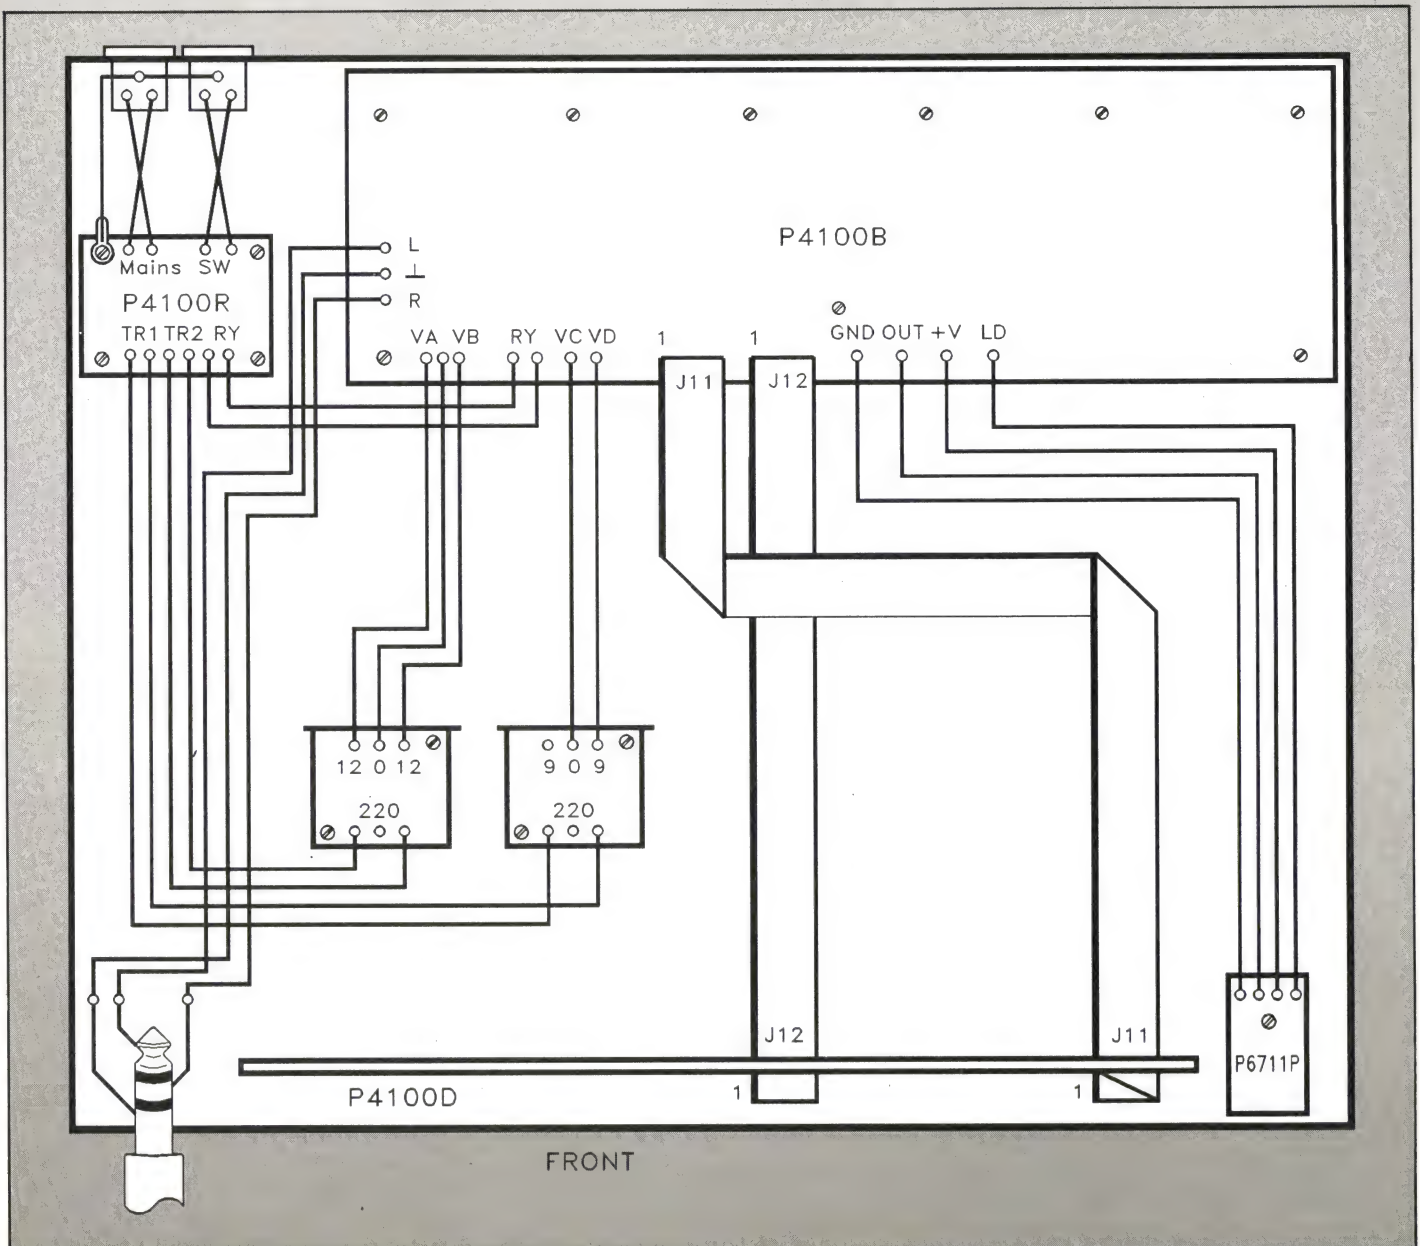 P4100B
L
⊥
R
Mains SW
P4100R
TR1 TR2 RY
VA VB RY VC VD
1 1
GND OUT +V LD
J11 J12
12 0 12
220
9 0 9
220
J12 J11
P4100D
1 1
P6711P
FRONT